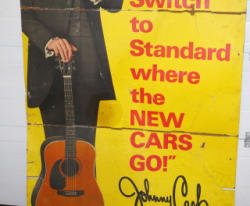 Switch
to
Standard
where
the
NEW
CARS
GO!"
Johnny Cash